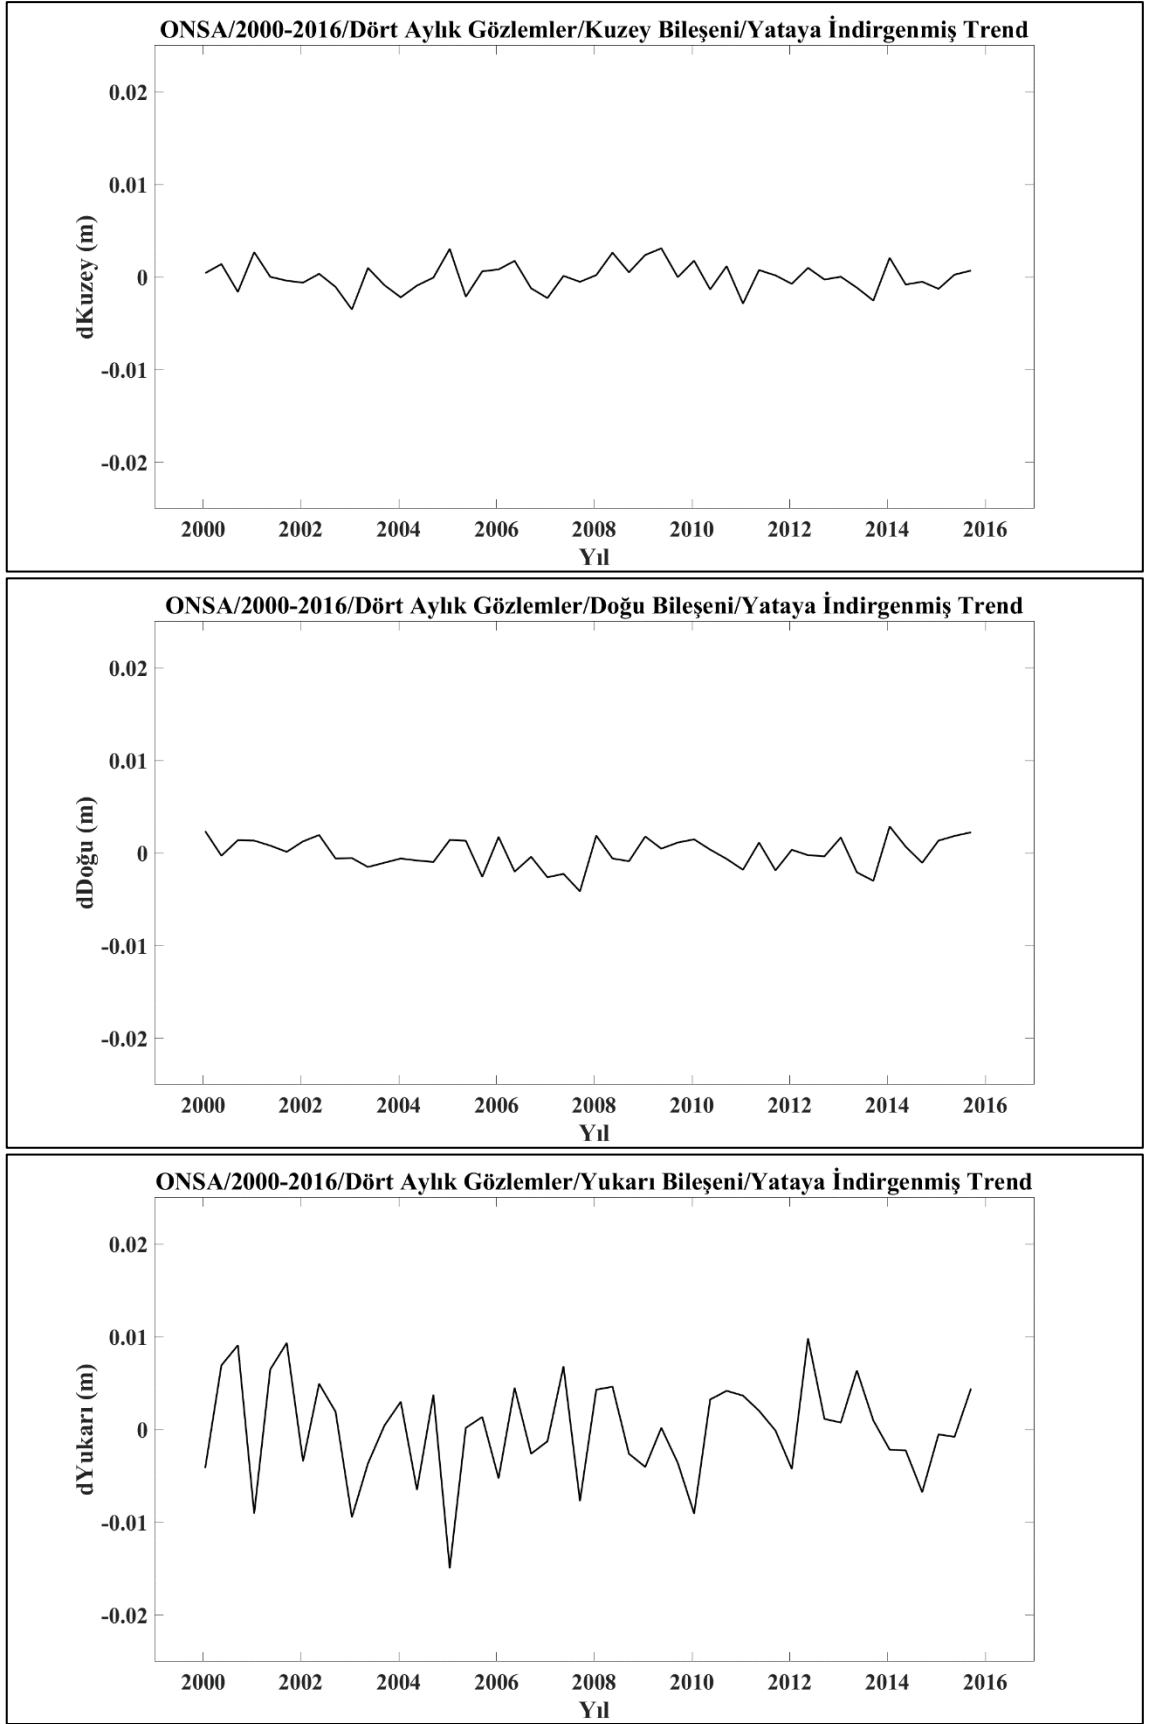 ONSA/2000-2016/Dört Aylık Gözlemler/Kuzey Bileşeni/Yataya İndirgenmiş Trend
0.02
0.01
0
-0.01
-0.02
dKuzey (m)
2000 2002 2004 2006 2008 2010 2012 2014 2016
Yıl
ONSA/2000-2016/Dört Aylık Gözlemler/Doğu Bileşeni/Yataya İndirgenmiş Trend
0.02
0.01
0
-0.01
-0.02
dDoğu (m)
2000 2002 2004 2006 2008 2010 2012 2014 2016
Yıl
ONSA/2000-2016/Dört Aylık Gözlemler/Yukarı Bileşeni/Yataya İndirgenmiş Trend
0.02
0.01
0
-0.01
-0.02
dYukarı (m)
2000 2002 2004 2006 2008 2010 2012 2014 2016
Yıl